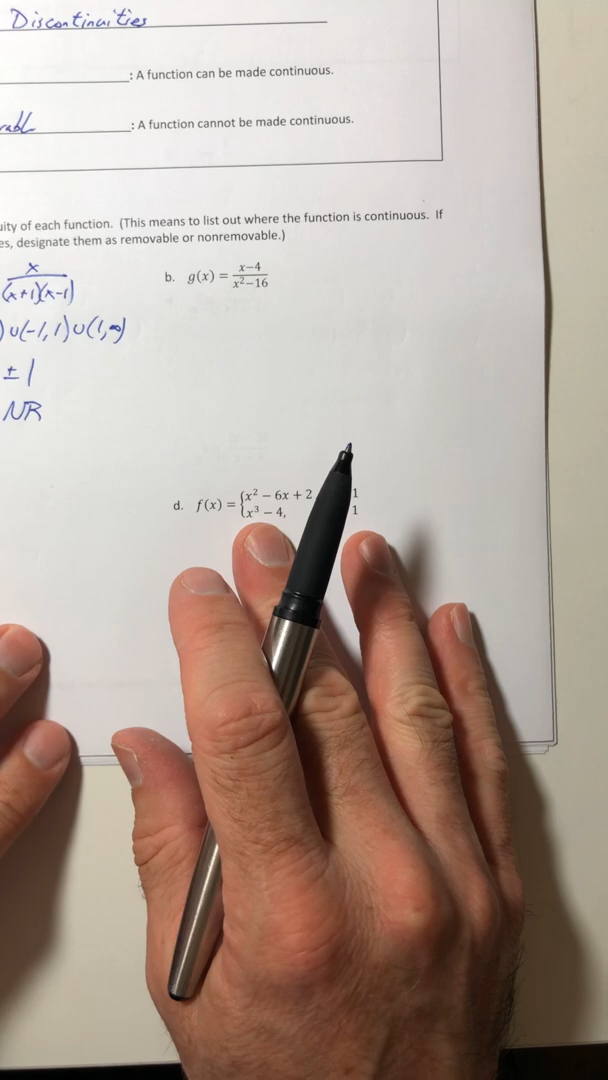 Discontinuities
: A function can be made continuous.
: A function cannot be made continuous.
of each function. (This means to list out where the function is continuous. If
designate them as removable or nonremovable.)
x/((x+1)(x-1))
b. g(x) = (x−4)/(x²−16)
)∪(-1,1)∪(1,∞)
±1
NR
d. f(x) = {x² − 6x + 2 1
x³ − 4, 1